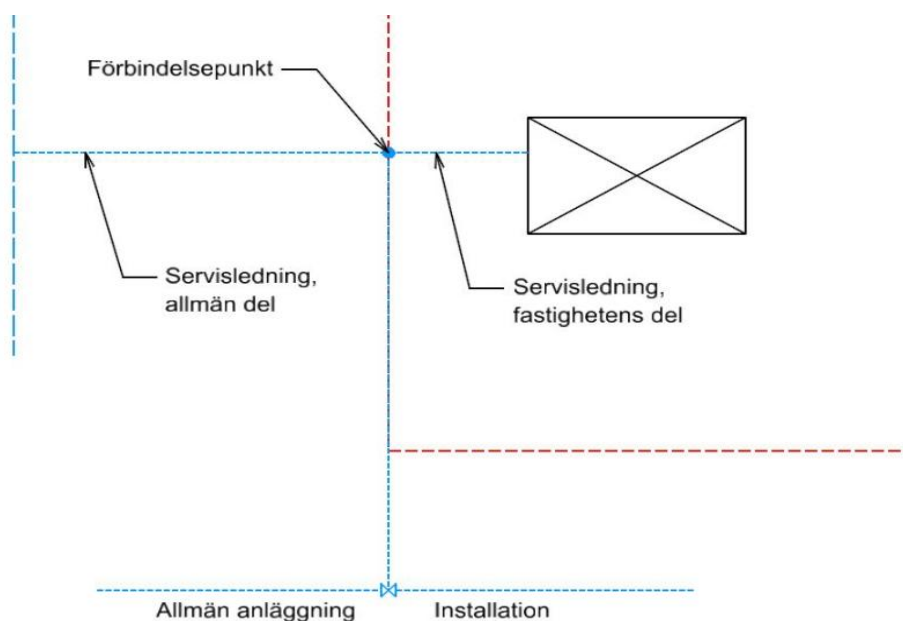 Förbindelsepunkt
Servisledning,
allmän del
Servisledning,
fastighetens del
Allmän anläggning
Installation